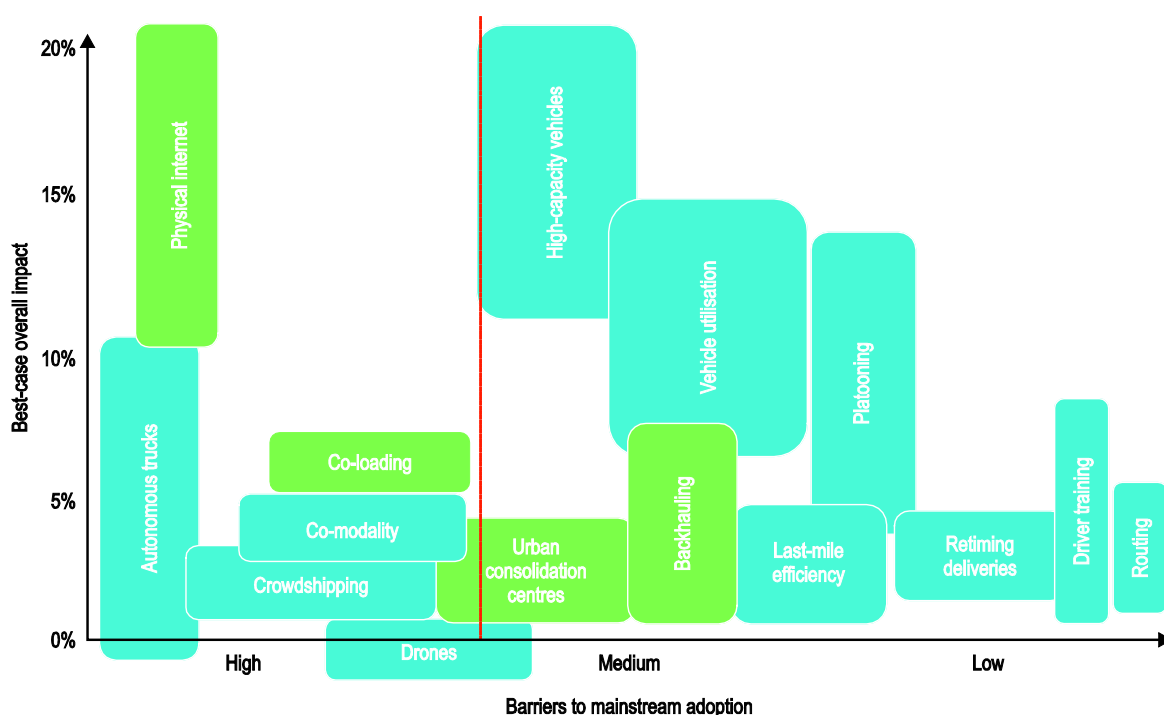 20%
15%
10%
5%
0%
Best-case overall impact
Physical internet
High-capacity vehicles
Vehicle utilisation
Platooning
Autonomous trucks
Co-loading
Co-modality
Crowdshipping
Drones
Urban
consolidation
centres
Backhauling
Last-mile
efficiency
Retiming
deliveries
Driver training
Routing
High
Medium
Low
Barriers to mainstream adoption